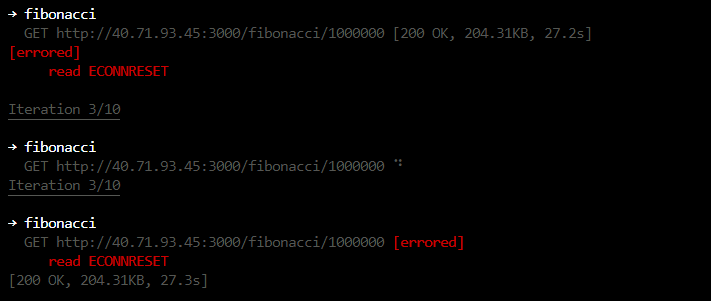 → fibonacci
GET http://40.71.93.45:3000/fibonacci/1000000 [200 OK, 204.31KB, 27.2s]
[errored]
read ECONNRESET
Iteration 3/10
→ fibonacci
GET http://40.71.93.45:3000/fibonacci/1000000
Iteration 3/10
→ fibonacci
GET http://40.71.93.45:3000/fibonacci/1000000 [errored]
read ECONNRESET
[200 OK, 204.31KB, 27.3s]